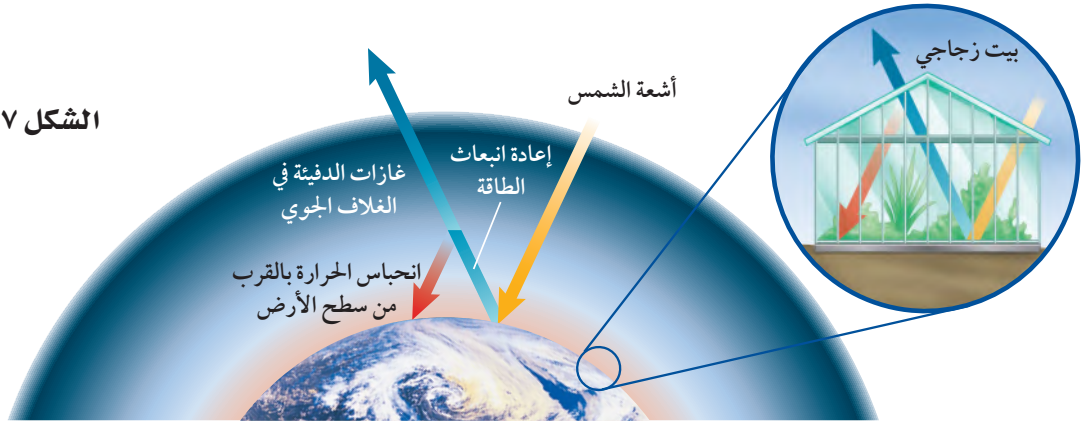 الشكل ٧
بيت زجاجي
أشعة الشمس
إعادة انبعاث
الطاقة
غازات الدفيئة في
الغلاف الجوي
انحباس الحرارة بالقرب
من سطح الأرض